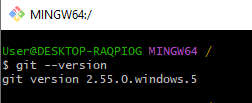 MINGW64:/
User@DESKTOP-RAQPIOG MINGW64 /
$ git --version
git version 2.55.0.windows.5